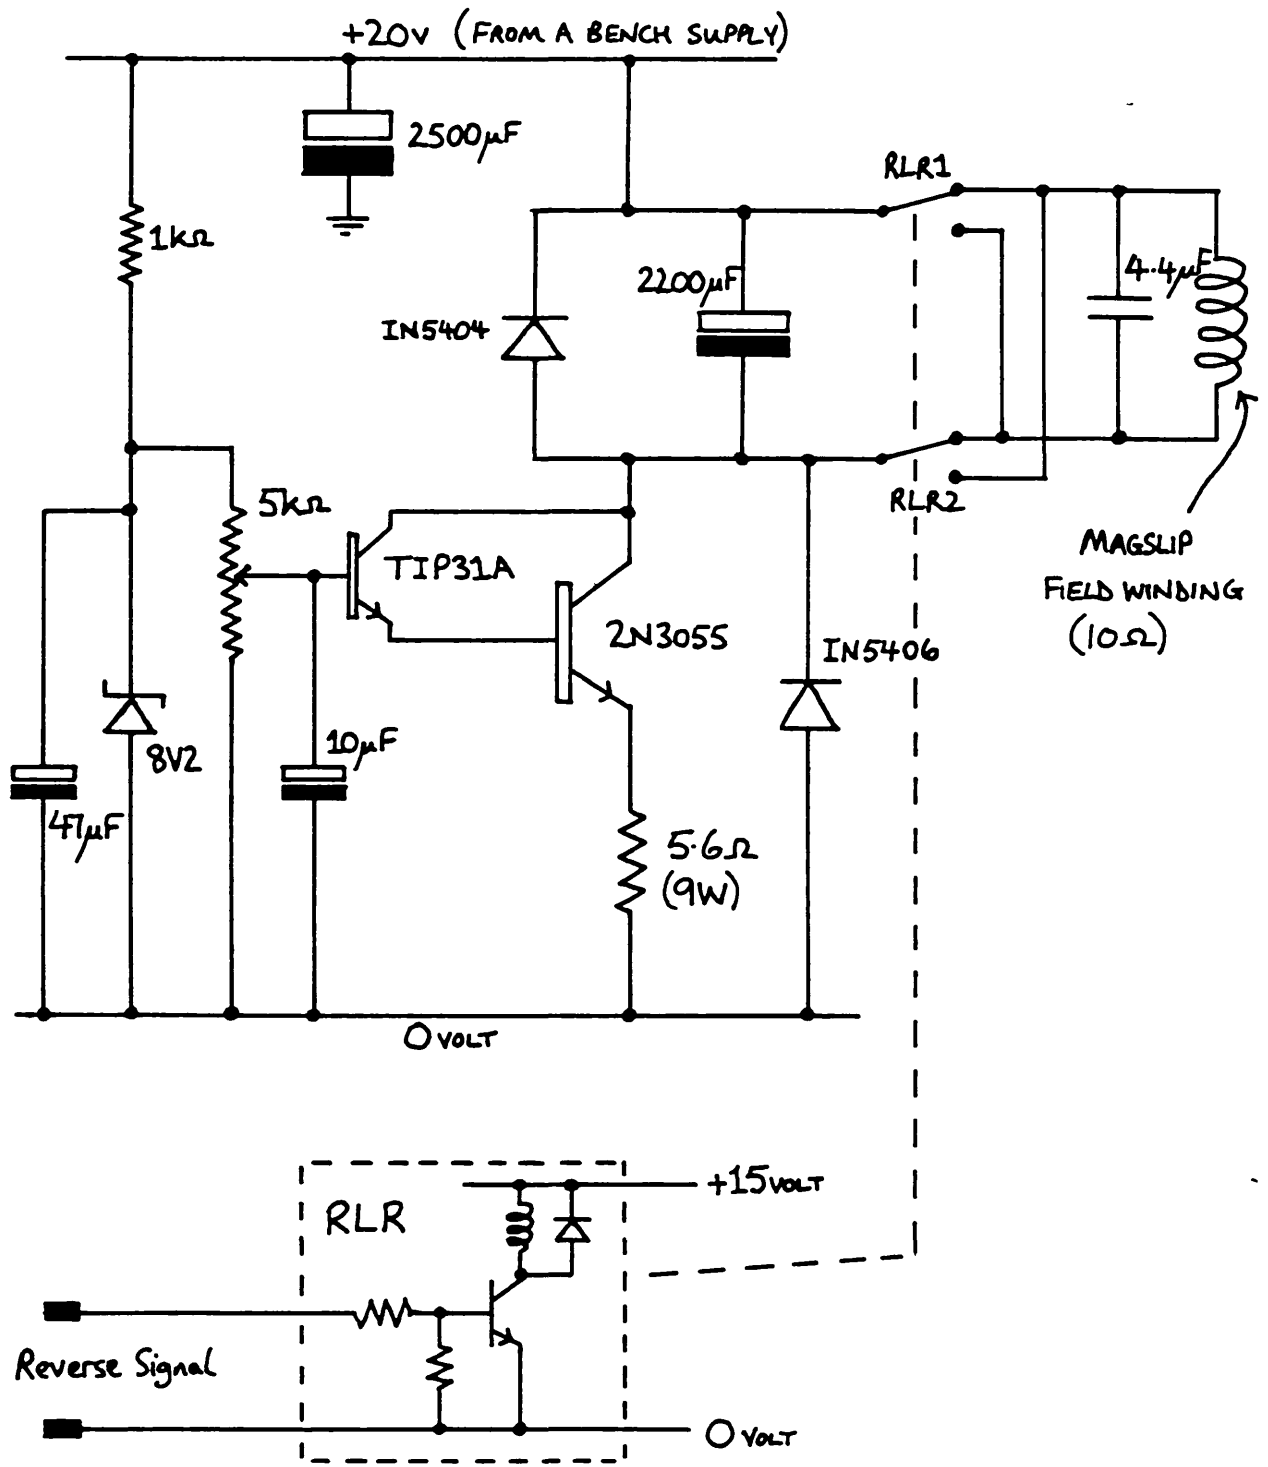 +20V (FROM A BENCH SUPPLY)
2500µF
RLR1
1kΩ
4.4µF
2200µF
IN5404
5kΩ
RLR2
TIP31A
MAGSLIP
FIELD WINDING
(10Ω)
2N3055
IN5406
10µF
8V2
47µF
5.6Ω
(9W)
0 VOLT
+15 VOLT
RLR
Reverse Signal
0 VOLT